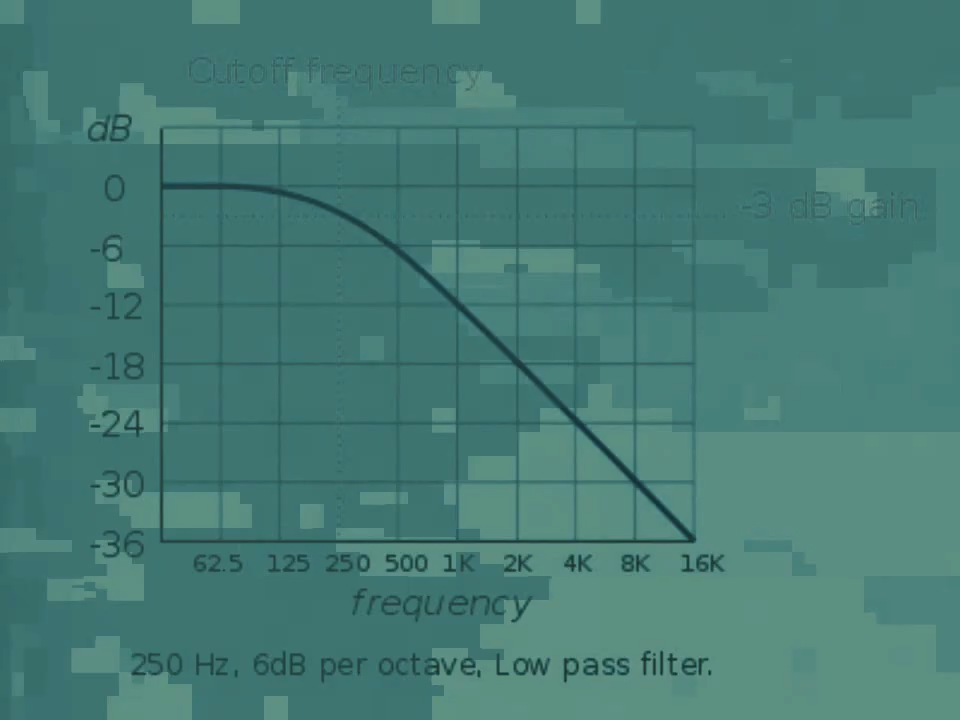 Cutoff frequency
dB
0
-3 dB gain
-6
-12
-18
-24
-30
-36
62.5 125 250 500 1K 2K 4K 8K 16K
frequency
250 Hz, 6dB per octave, Low pass filter.